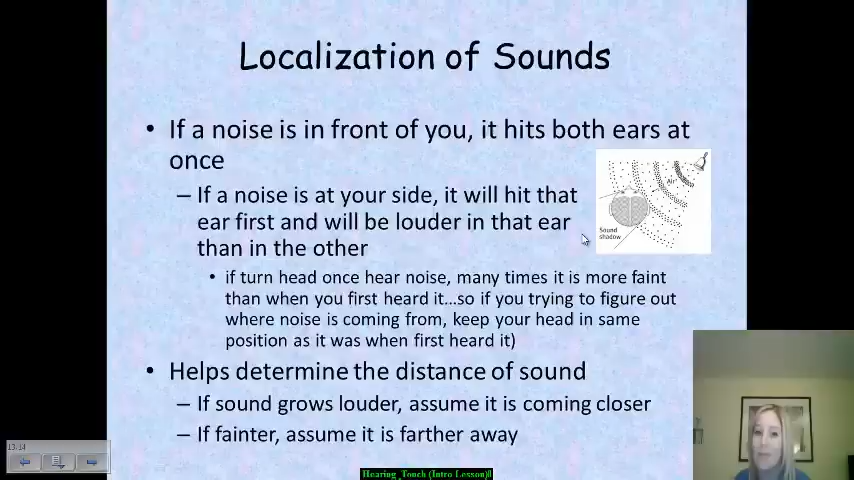 Localization of Sounds
• If a noise is in front of you, it hits both ears at
once
– If a noise is at your side, it will hit that
ear first and will be louder in that ear
than in the other
Air
Sound
shadow
• if turn head once hear noise, many times it is more faint
than when you first heard it...so if you trying to figure out
where noise is coming from, keep your head in same
position as it was when first heard it)
• Helps determine the distance of sound
– If sound grows louder, assume it is coming closer
– If fainter, assume it is farther away
13:14
Hearing_Touch (Intro Lesson)